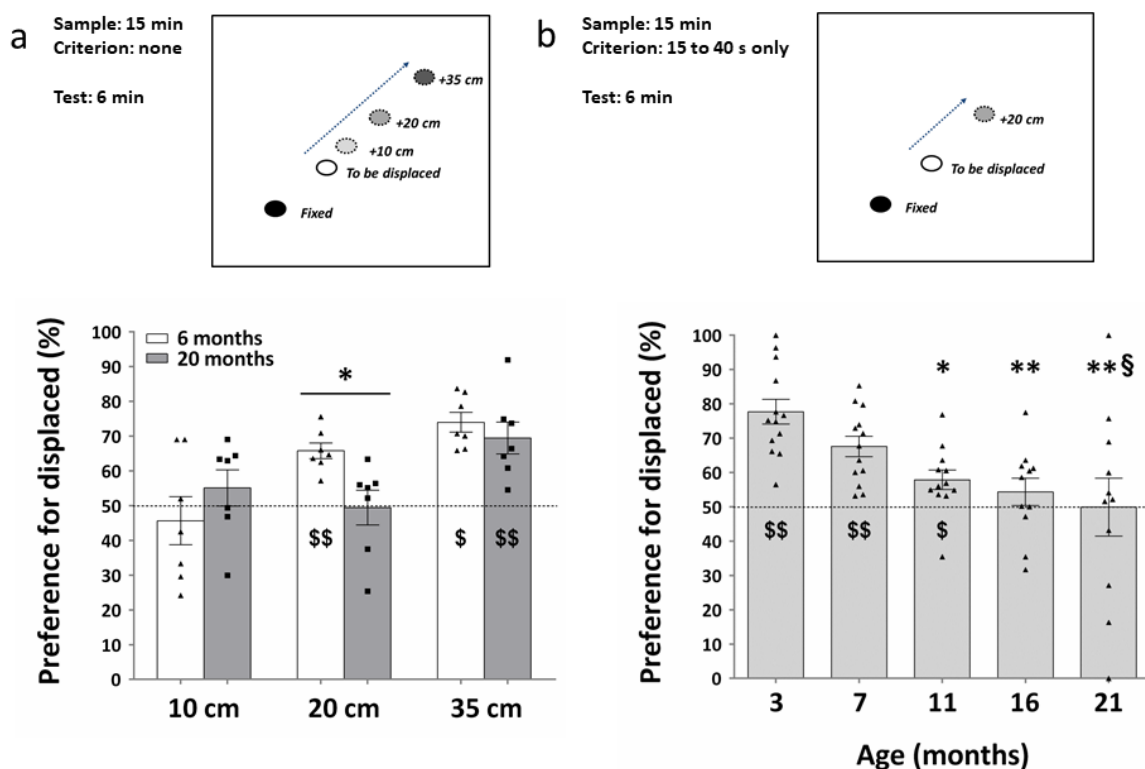 a
Sample: 15 min
Criterion: none
Test: 6 min
+35 cm
+20 cm
+10 cm
To be displaced
Fixed
b
Sample: 15 min
Criterion: 15 to 40 s only
Test: 6 min
+20 cm
To be displaced
Fixed
Preference for displaced (%)
100
90
80
70
60
50
40
30
20
10
0
6 months
20 months
*
$$ $ $$
10 cm 20 cm 35 cm
Preference for displaced (%)
100
90
80
70
60
50
40
30
20
10
0
* ** **§
$$ $$ $
3 7 11 16 21
Age (months)